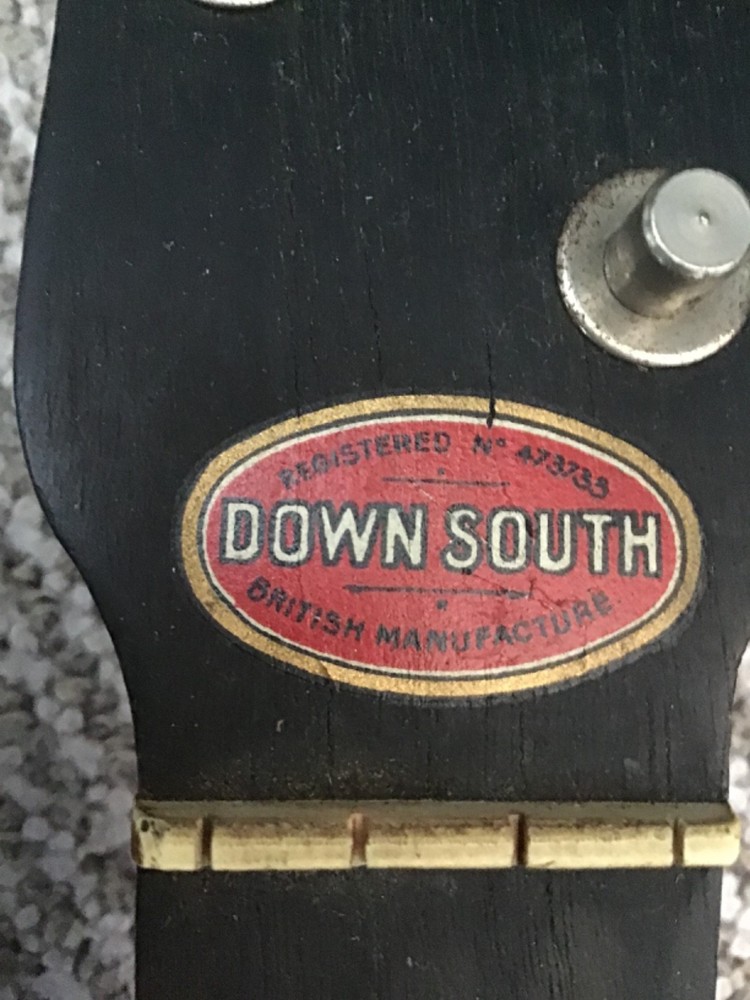 REGISTERED Nº 473733
DOWN SOUTH
BRITISH MANUFACTURE